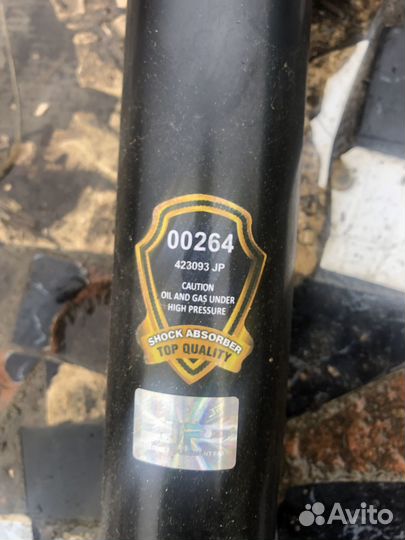 00264
423093 JP
CAUTION
OIL AND GAS UNDER
HIGH PRESSURE
SHOCK ABSORBER
TOP QUALITY
Avito